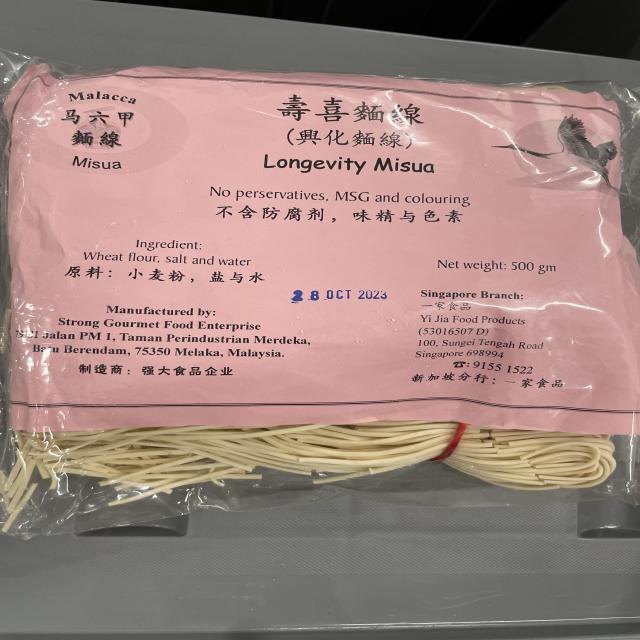 Malacca
马六甲
麵線
Misua
壽喜麵線
(興化麵線)
Longevity Misua
No perservatives, MSG and colouring
不含防腐剂，味精与色素
Ingredient:
Wheat flour, salt and water
原料：小麦粉，盐与水
Net weight: 500 gm
28 OCT 2023
Manufactured by:
Strong Gourmet Food Enterprise
Jalan PM 1, Taman Perindustrian Merdeka,
Batu Berendam, 75350 Melaka, Malaysia.
制造商：强大食品企业
Singapore Branch:
一家食品
Yi Jia Food Products
(53016507 D)
100, Sungei Tengah Road
Singapore 698994
☎: 9155 1522
新加坡分行：一家食品